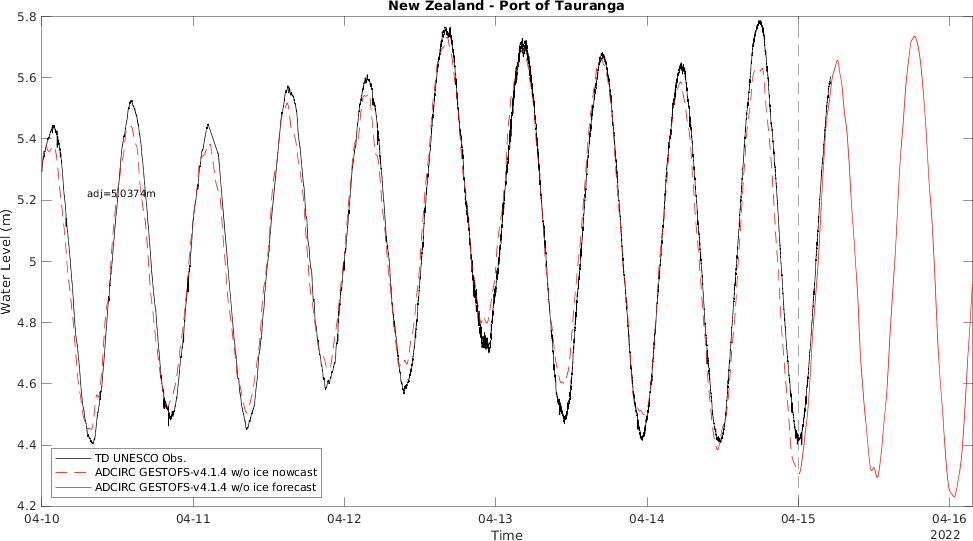 New Zealand - Port of Tauranga
5.8
5.6
5.4
5.2
5
4.8
4.6
4.4
4.2
Water Level (m)
adj=5.0374m
TD UNESCO Obs.
ADCIRC GESTOFS-v4.1.4 w/o ice nowcast
ADCIRC GESTOFS-v4.1.4 w/o ice forecast
04-10 04-11 04-12 04-13 04-14 04-15 04-16
Time
2022